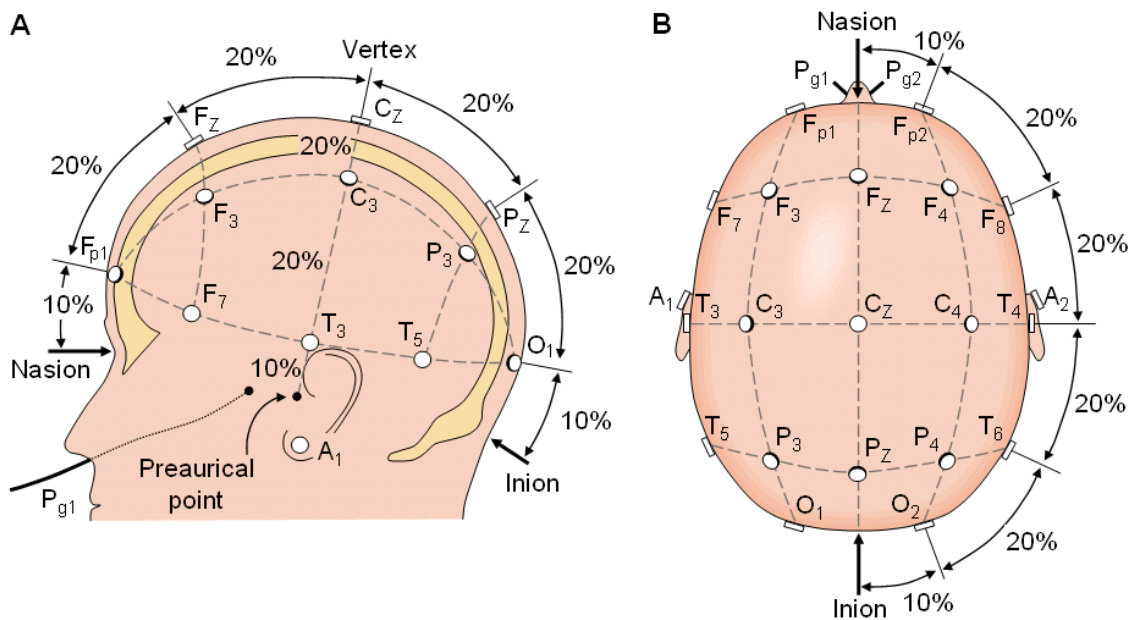 A
20%
Vertex
20%
FZ
CZ
20%
20%
Fp1
F3
C3
PZ
P3
20%
20%
10%
F7
T3
T5
O1
Nasion
10%
10%
A1
Preaurical
point
Inion
Pg1
B
Nasion
10%
Pg1
Pg2
Fp1
Fp2
20%
F7
F3
FZ
F4
F8
20%
A1
T3
C3
CZ
C4
T4
A2
20%
T5
P3
PZ
P4
T6
O1
O2
20%
Inion
10%